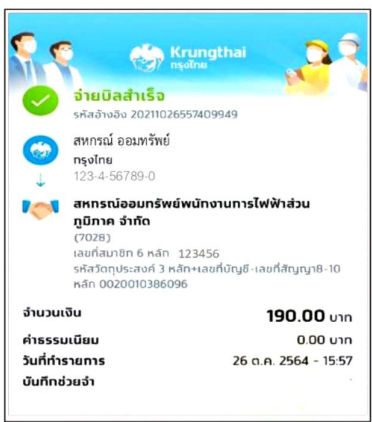 Krungthai
กรุงไทย
จ่ายบิลสำเร็จ
รหัสอ้างอิง 20211026557409949
สหกรณ์ ออมทรัพย์
กรุงไทย
123-4-56789-0
สหกรณ์ออมทรัพย์พนักงานการไฟฟ้าส่วน
ภูมิภาค จำกัด
(7028)
เลขที่สมาชิก 6 หลัก 123456
รหัสวัตถุประสงค์ 3 หลัก+เลขที่บัญชี-เลขที่สัญญา8-10
หลัก 0020010386096
จำนวนเงิน 190.00 บาท
ค่าธรรมเนียม 0.00 บาท
วันที่ทำรายการ 26 ต.ค. 2564 - 15:57
บันทึกช่วยจำ